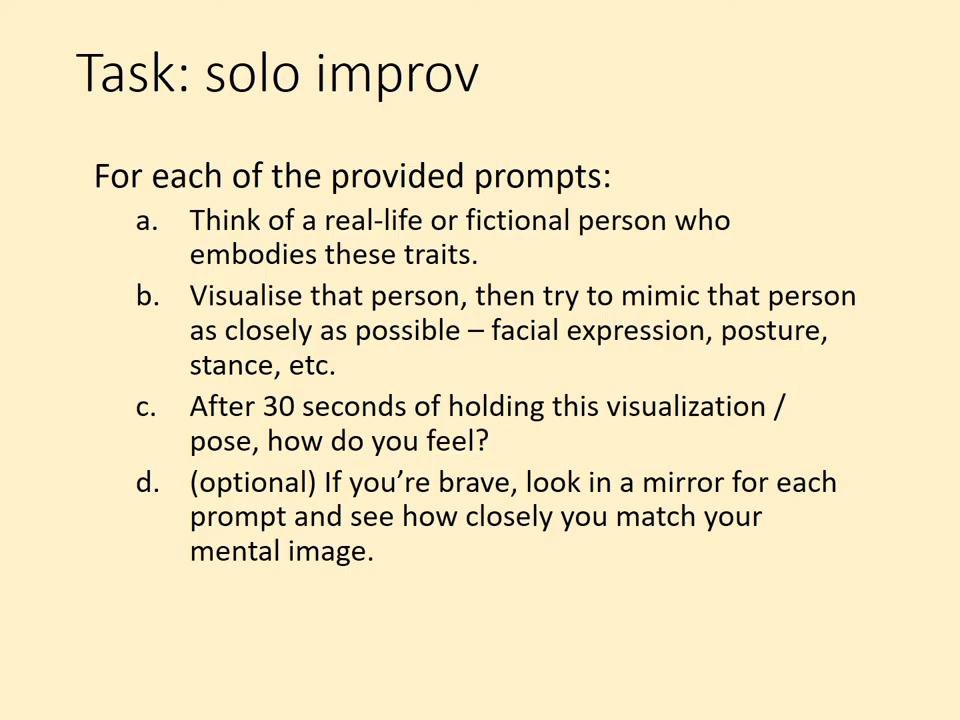 Task: solo improv
For each of the provided prompts:
a. Think of a real-life or fictional person who
embodies these traits.
b. Visualise that person, then try to mimic that person
as closely as possible – facial expression, posture,
stance, etc.
c. After 30 seconds of holding this visualization /
pose, how do you feel?
d. (optional) If you’re brave, look in a mirror for each
prompt and see how closely you match your
mental image.